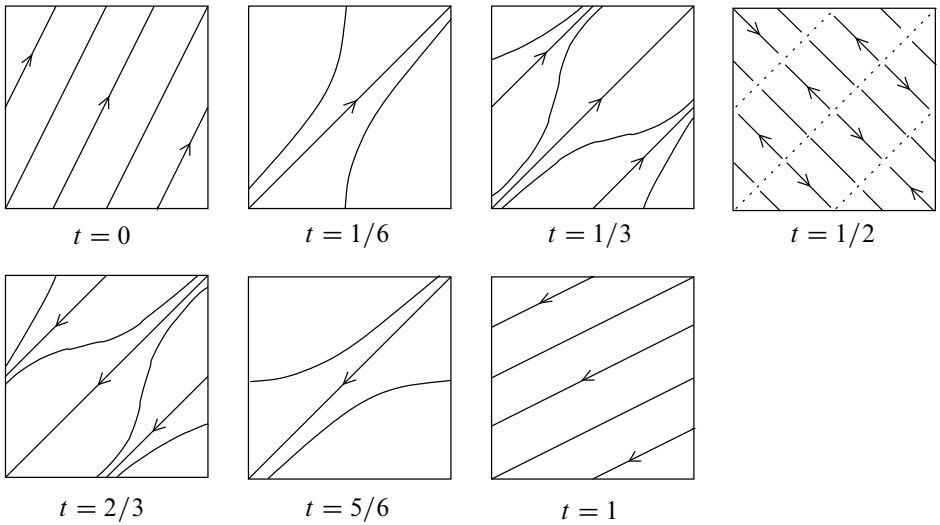 t = 0
t = 1/6
t = 1/3
t = 1/2
t = 2/3
t = 5/6
t = 1